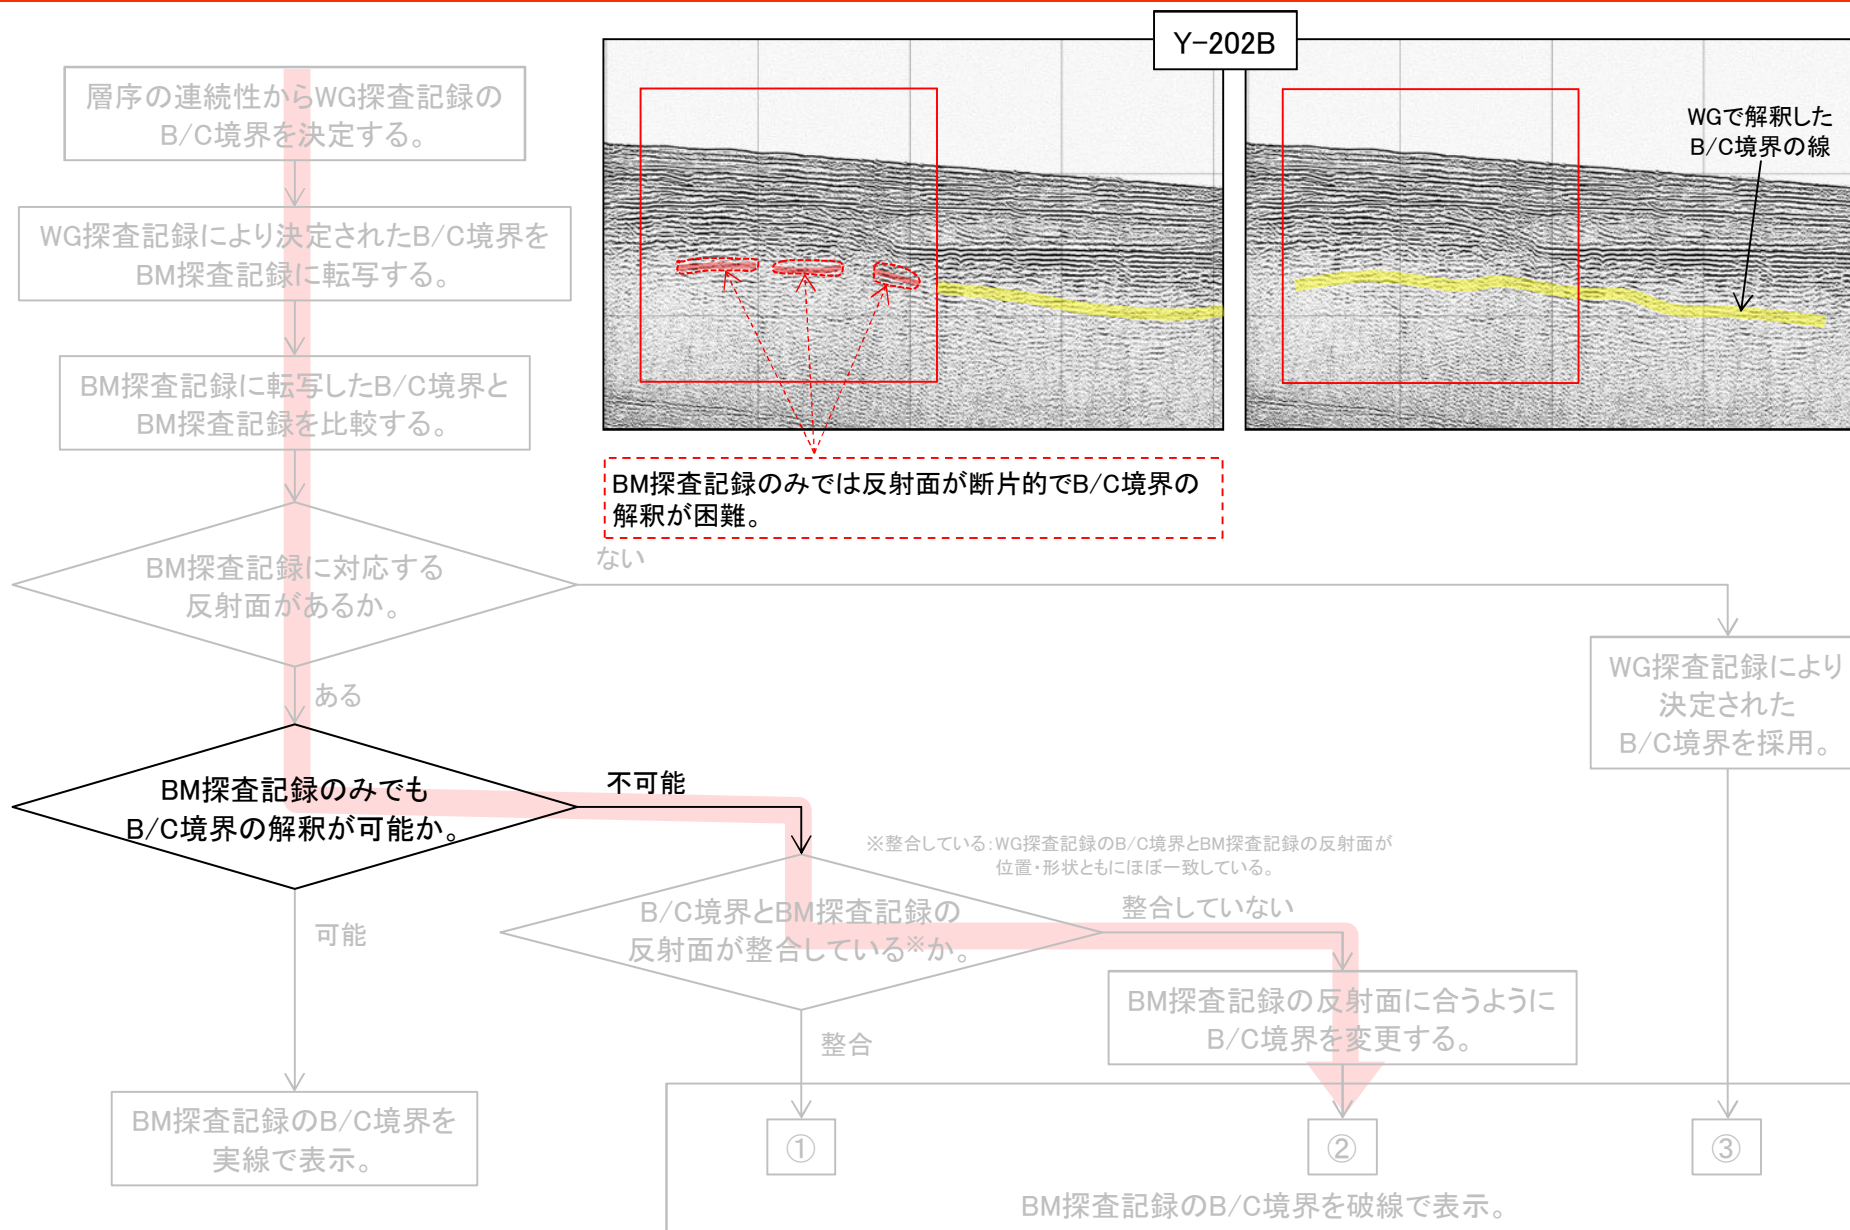 Y-202B
WGで解釈した
B/C境界の線
層序の連続性からWG探査記録の
B/C境界を決定する。
WG探査記録により決定されたB/C境界を
BM探査記録に転写する。
BM探査記録に転写したB/C境界と
BM探査記録を比較する。
BM探査記録のみでは反射面が断片的でB/C境界の
解釈が困難。
BM探査記録に対応する
反射面があるか。
ない
ある
WG探査記録により
決定された
B/C境界を採用。
BM探査記録のみでも
B/C境界の解釈が可能か。
不可能
可能
※整合している:WG探査記録のB/C境界とBM探査記録の反射面が
位置・形状ともにほぼ一致している。
B/C境界とBM探査記録の
反射面が整合している※か。
整合していない
整合
BM探査記録の反射面に合うように
B/C境界を変更する。
BM探査記録のB/C境界を
実線で表示。
①
②
③
BM探査記録のB/C境界を破線で表示。